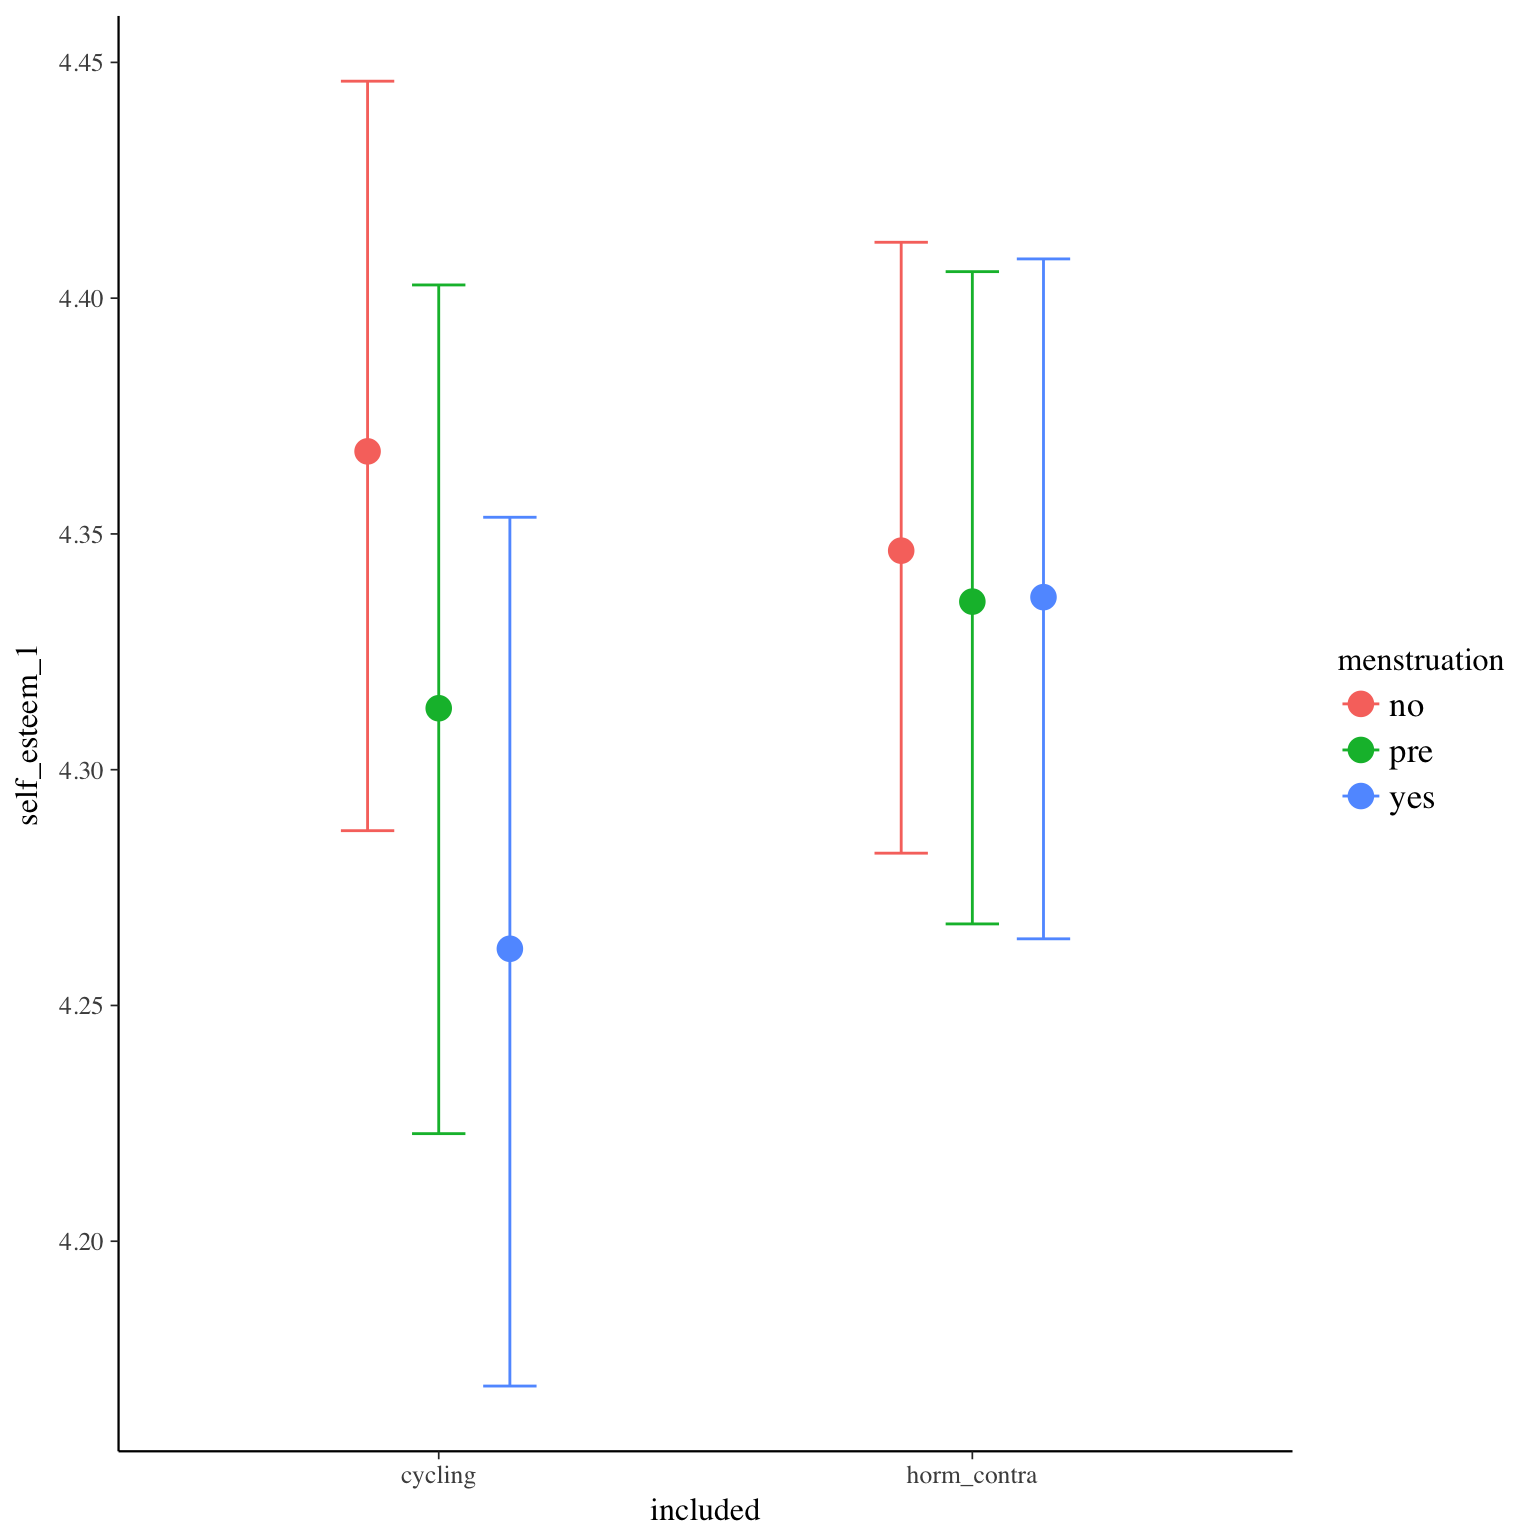 4.45
4.40
4.35
4.30
4.25
4.20
self_esteem_1
cycling
horm_contra
included
menstruation
no
pre
yes